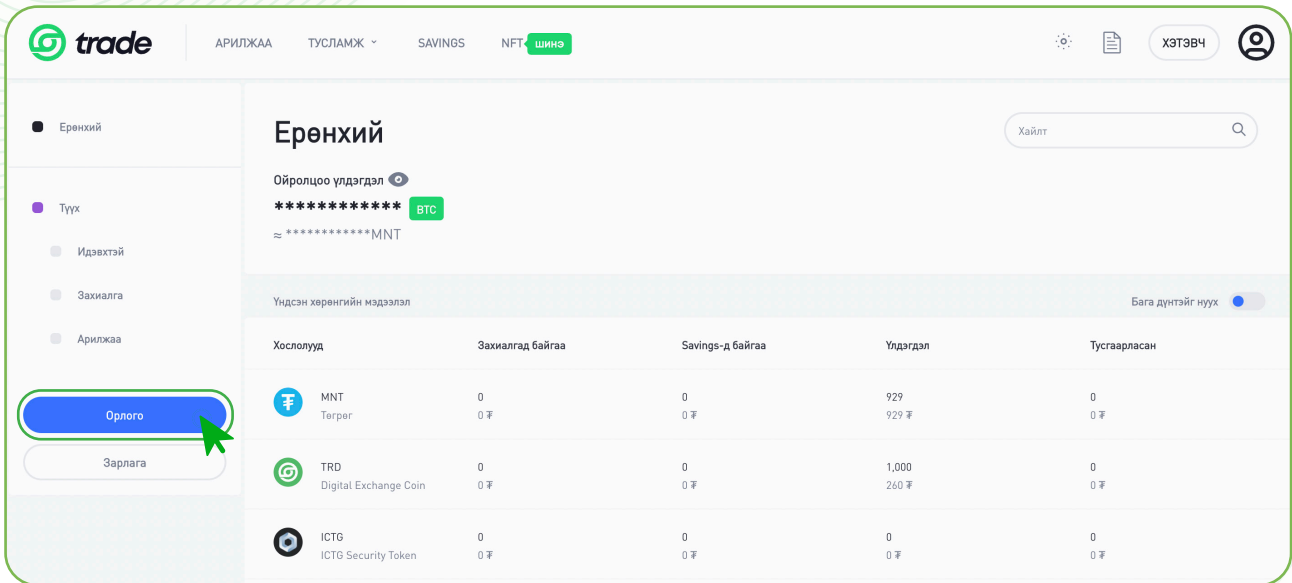 trade АРИЛЖАА ТУСЛАМЖ SAVINGS NFT шинэ ХЭТЭВЧ
Ерөнхий
Түүх
Идэвхтэй
Захиалга
Арилжаа
Орлого
Зарлага
Ерөнхий
Хайлт
Ойролцоо үлдэгдэл
************ BTC
≈ ************MNT
Үндсэн хөрөнгийн мэдээлэл Бага дүнтэйг нуух
Хослолууд Захиалгад байгаа Savings-д байгаа Үлдэгдэл Тусгаарласан
MNT 0 0 929 0
Төгрөг 0 ₮ 0 ₮ 929 ₮ 0 ₮
TRD 0 0 1,000 0
Digital Exchange Coin 0 ₮ 0 ₮ 260 ₮ 0 ₮
ICTG 0 0 0 0
ICTG Security Token 0 ₮ 0 ₮ 0 ₮ 0 ₮